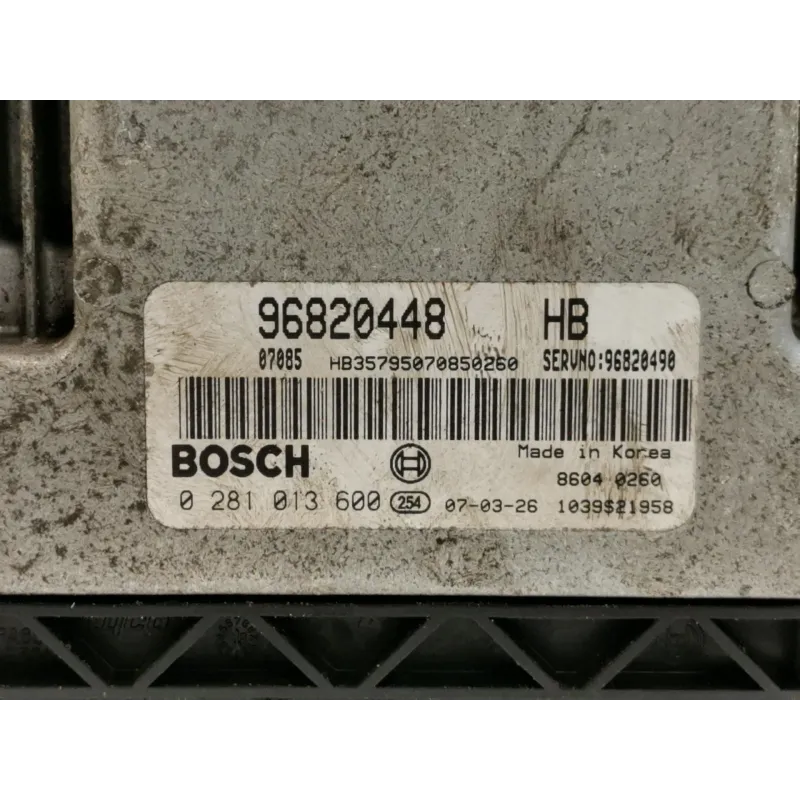 96820448 HB
07085 HB35795070850260 SERVNO:96820490
BOSCH Made in Korea
8604 0260
0 281 013 600 254 07-03-26 1039S21958